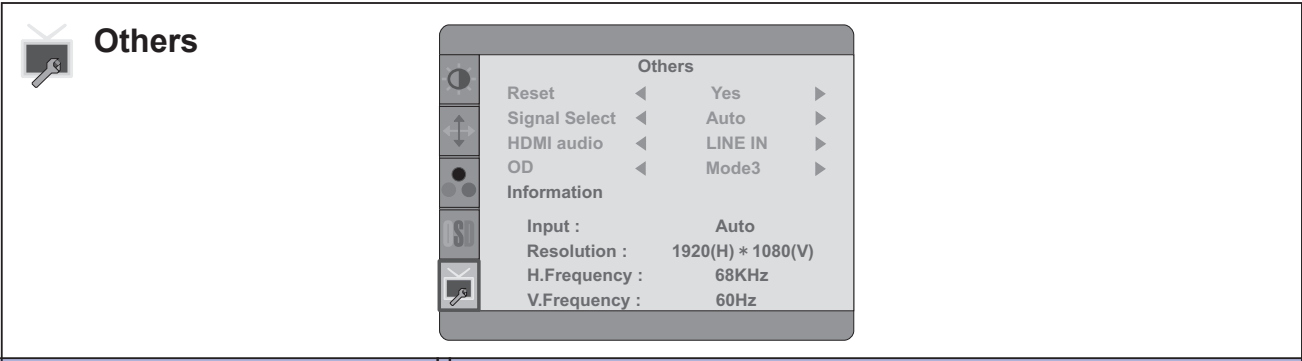 Others
Others
Reset Yes
Signal Select Auto
HDMI audio LINE IN
OD Mode3
Information
Input : Auto
Resolution : 1920(H)*1080(V)
H.Frequency : 68KHz
V.Frequency : 60Hz
OSD